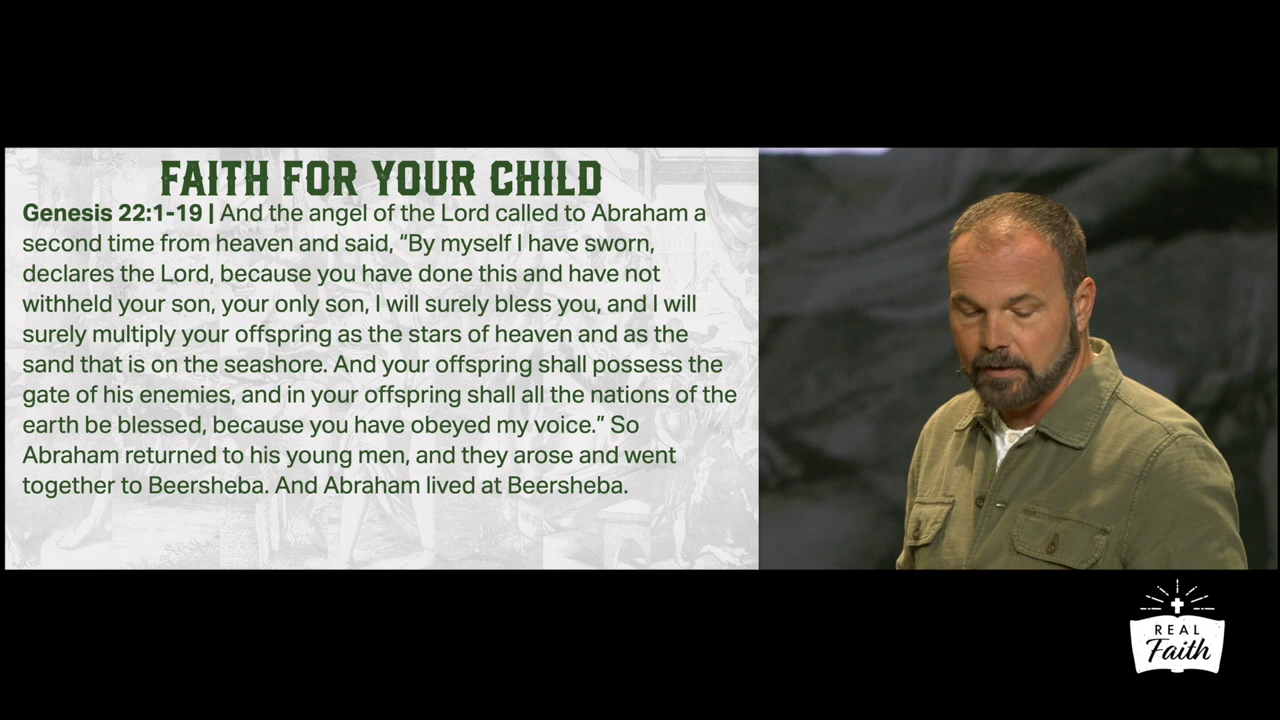 FAITH FOR YOUR CHILD
Genesis 22:1-19 | And the angel of the Lord called to Abraham a
second time from heaven and said, “By myself I have sworn,
declares the Lord, because you have done this and have not
withheld your son, your only son, I will surely bless you, and I will
surely multiply your offspring as the stars of heaven and as the
sand that is on the seashore. And your offspring shall possess the
gate of his enemies, and in your offspring shall all the nations of the
earth be blessed, because you have obeyed my voice.” So
Abraham returned to his young men, and they arose and went
together to Beersheba. And Abraham lived at Beersheba.
REAL
Faith